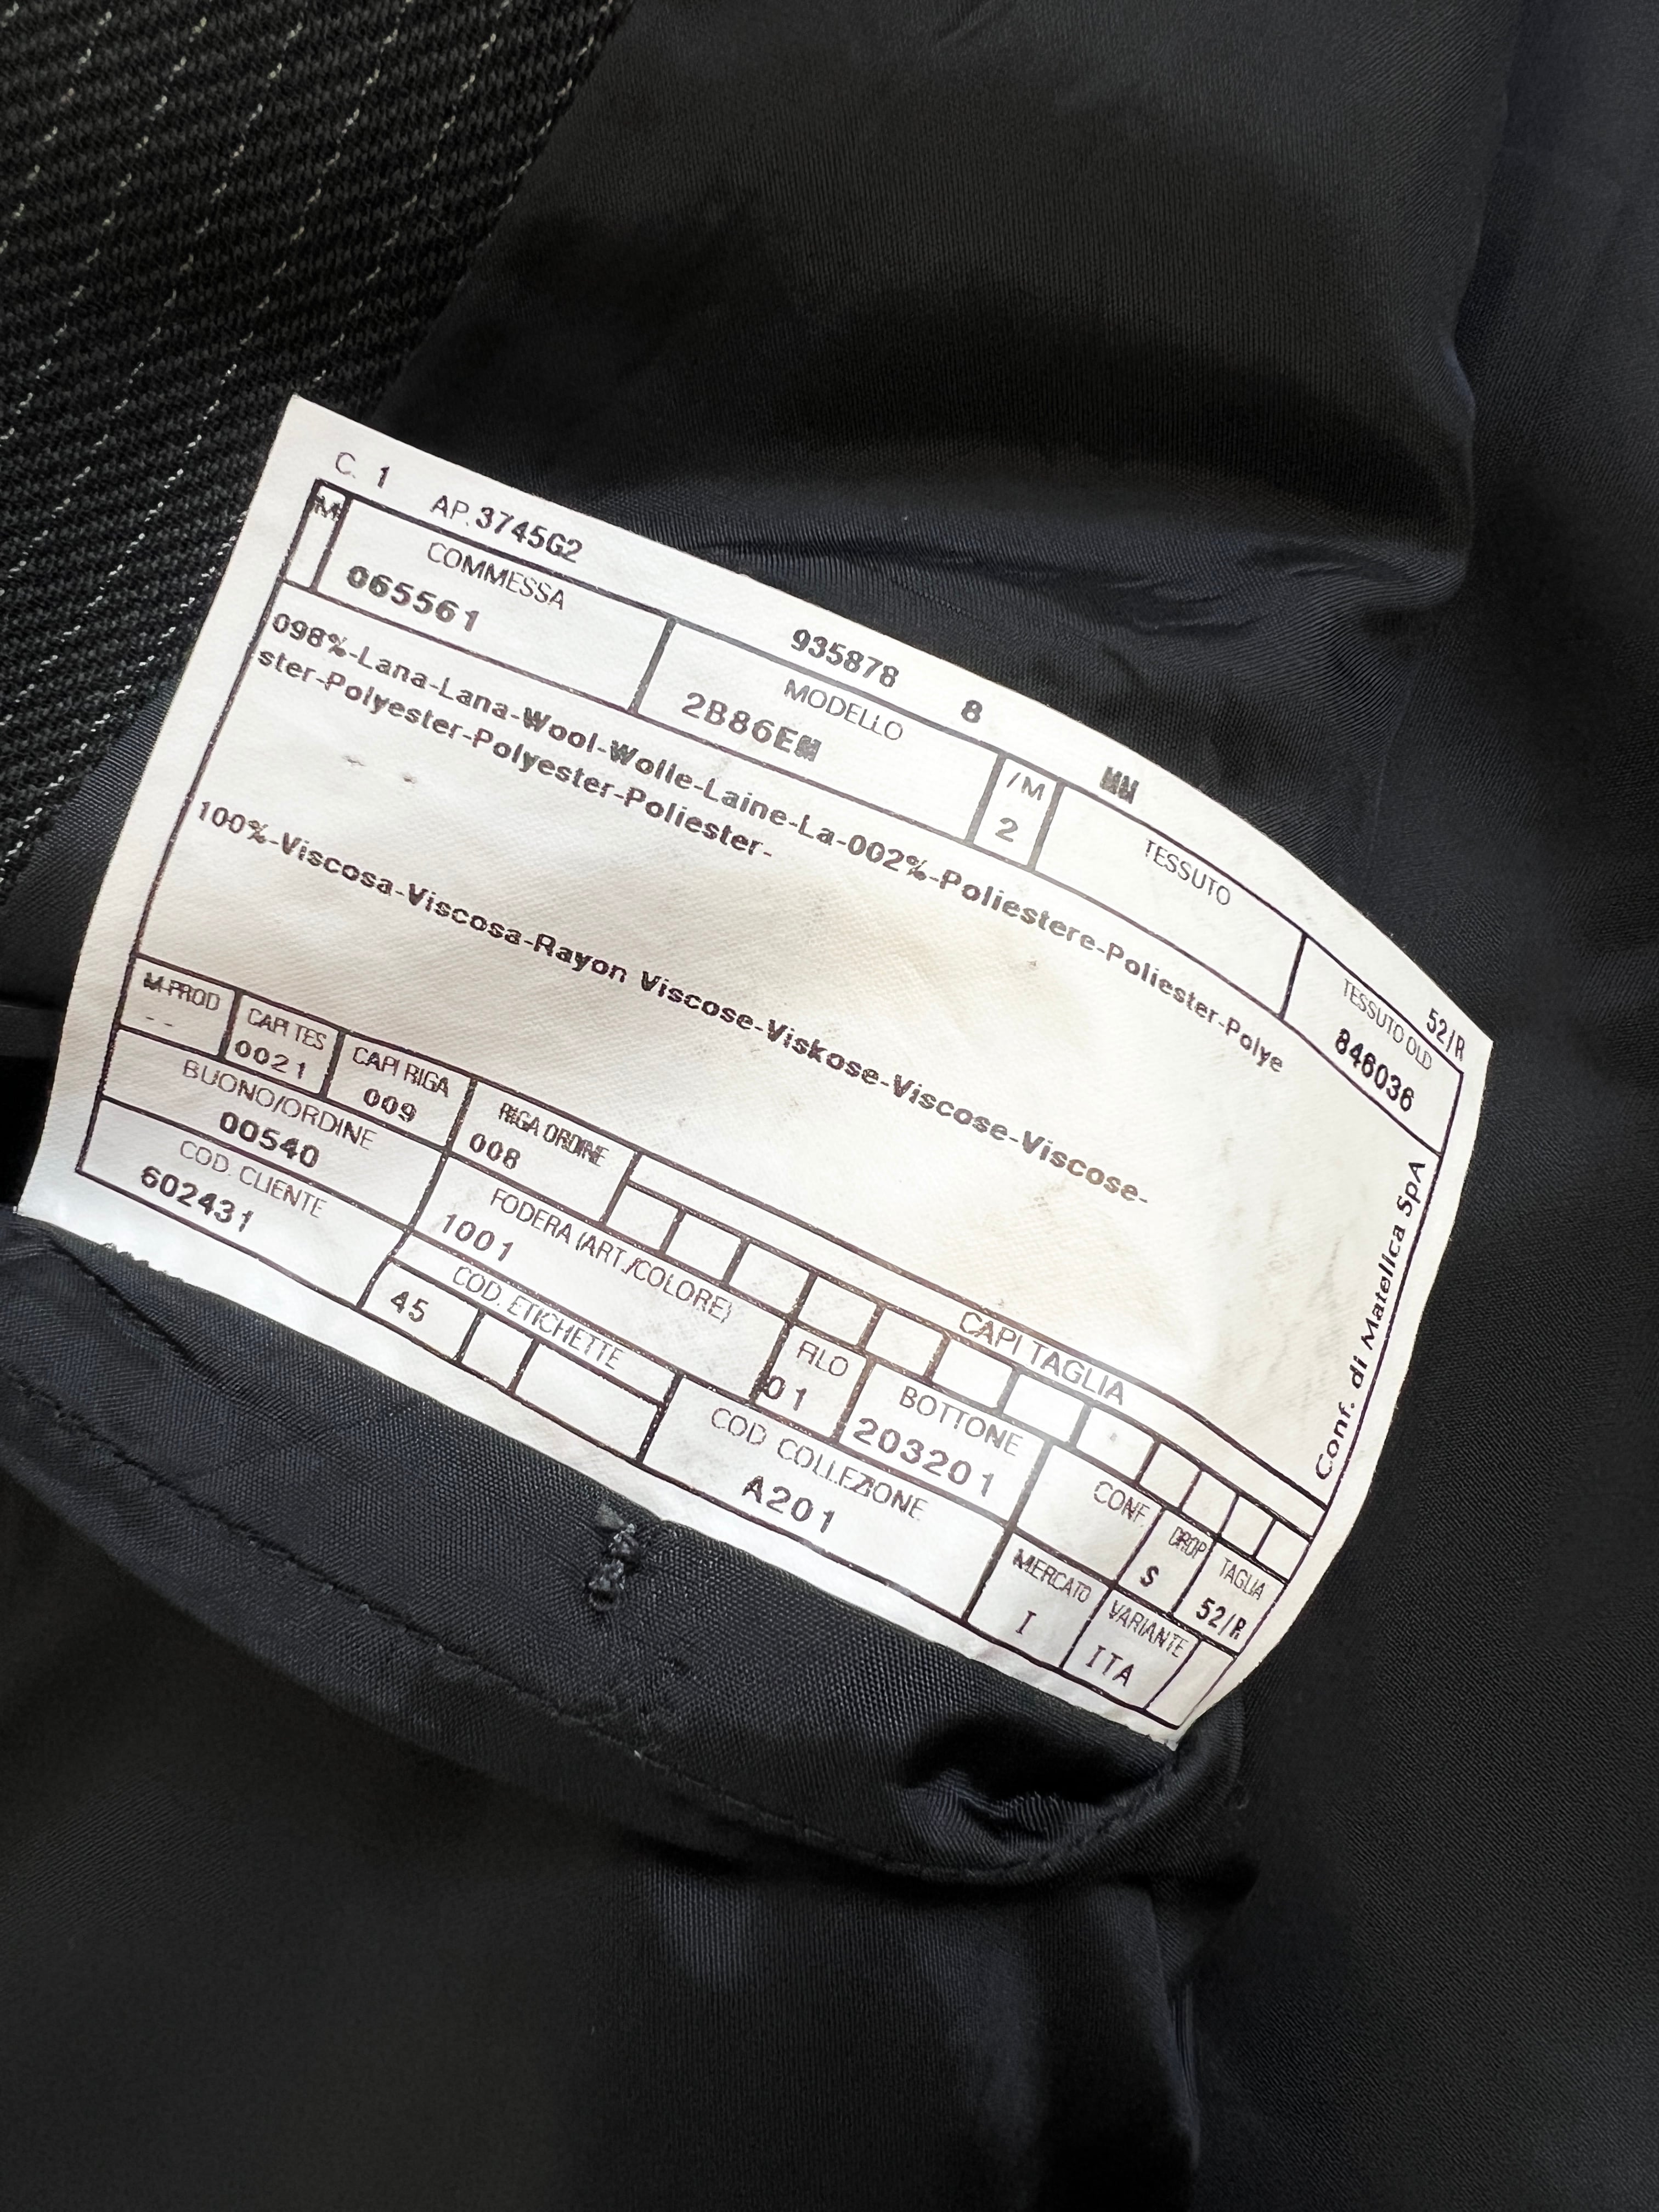 C. 1 AP.3745G2 935878 8 MM 52/R
M COMMESSA MODELLO /M TESSUTO TESSUTO OLD
065561 2B86EM 2 846036
098%-Lana-Lana-Wool-Wolle-Laine-La-002%-Poliestere-Poliester-Polye
ster-Polyester-Polyester-Poliester-
100%-Viscosa-Viscosa-Rayon Viscose-Viskose-Viscose-Viscose-
Conf. di Matelica SpA
M-PROD CAPI TES CAPI RIGA RIGA ORDINE CAPI TAGLIA
-- 0021 009 008
BUONO/ORDINE FODERA (ART./COLORE) FILO BOTTONE CONF. DROP TAGLIA
00540 1001 01 203201 S 52/R
COD. CLIENTE COD. ETICHETTE COD COLLEZIONE MERCATO VARIANTE
602431 45 A201 I ITA